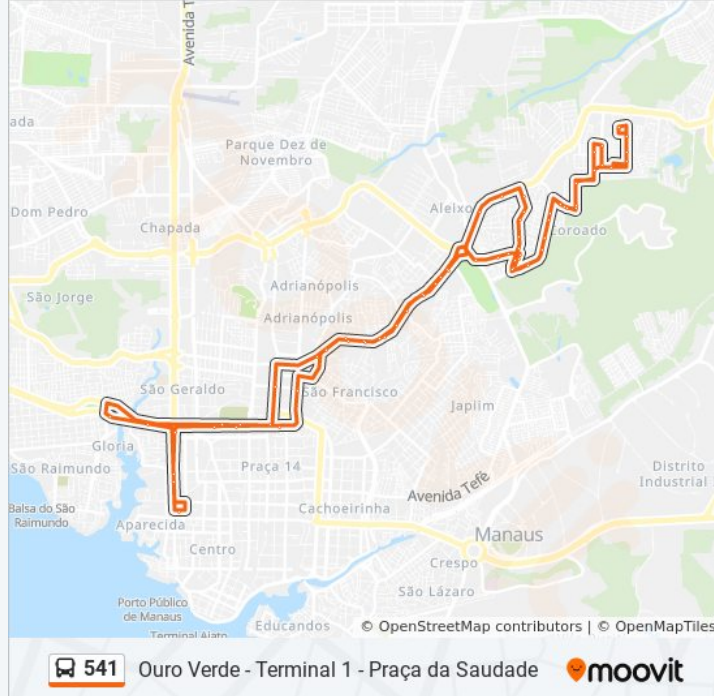 Avenida T
ada
Parque Dez de
Novembro
Dom Pedro
Aleixo
Chapada
Coroado
Adrianópolis
São Jorge
Adrianópolis
São Geraldo
São Francisco
Japiim
Gloria
São Raimundo
Praça 14
Avenida Tefé
Distrito
Industrial
Balsa do São
Raimundo
Aparecida
Cachoeirinha
Manaus
Centro
Crespo
São Lázaro
Porto Público
de Manaus
Educandos
© OpenStreetMap contributors | © OpenMapTiles
541 Ouro Verde - Terminal 1 - Praça da Saudade moovit